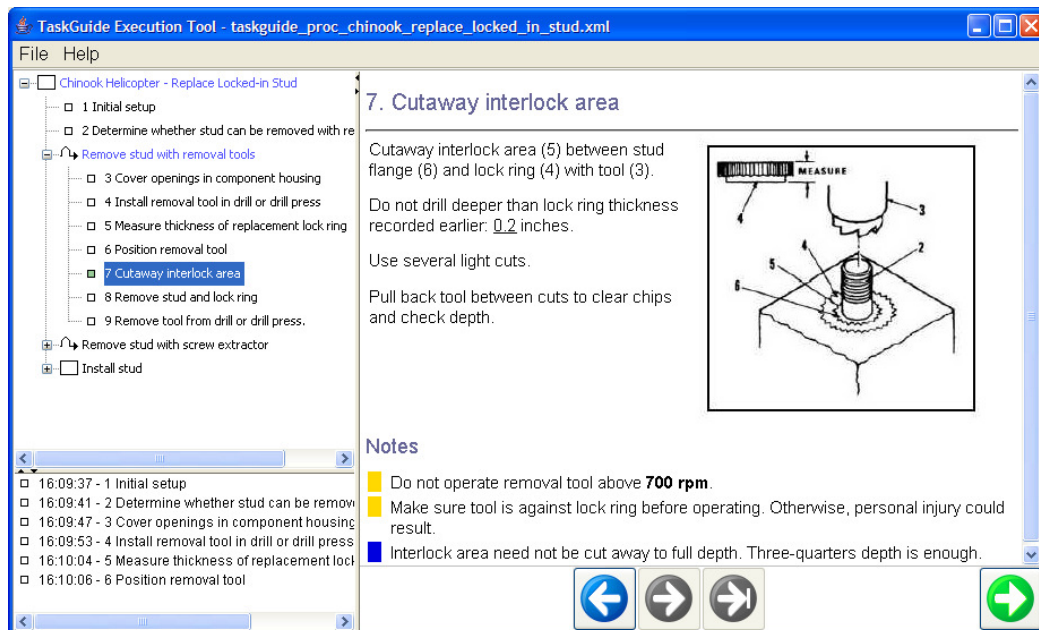 TaskGuide Execution Tool - taskguide_proc_chinook_replace_locked_in_stud.xml
File Help
Chinook Helicopter - Replace Locked-in Stud
1 Initial setup
2 Determine whether stud can be removed with re
Remove stud with removal tools
3 Cover openings in component housing
4 Install removal tool in drill or drill press
5 Measure thickness of replacement lock ring
6 Position removal tool
7 Cutaway interlock area
8 Remove stud and lock ring
9 Remove tool from drill or drill press.
Remove stud with screw extractor
Install stud
16:09:37 - 1 Initial setup
16:09:41 - 2 Determine whether stud can be remov
16:09:47 - 3 Cover openings in component housing
16:09:53 - 4 Install removal tool in drill or drill press
16:10:04 - 5 Measure thickness of replacement lock
16:10:06 - 6 Position removal tool
7. Cutaway interlock area
Cutaway interlock area (5) between stud
flange (6) and lock ring (4) with tool (3).
Do not drill deeper than lock ring thickness
recorded earlier: 0.2 inches.
Use several light cuts.
Pull back tool between cuts to clear chips
and check depth.
MEASURE
4
3
2
4
5
6
Notes
Do not operate removal tool above 700 rpm.
Make sure tool is against lock ring before operating. Otherwise, personal injury could
result.
Interlock area need not be cut away to full depth. Three-quarters depth is enough.